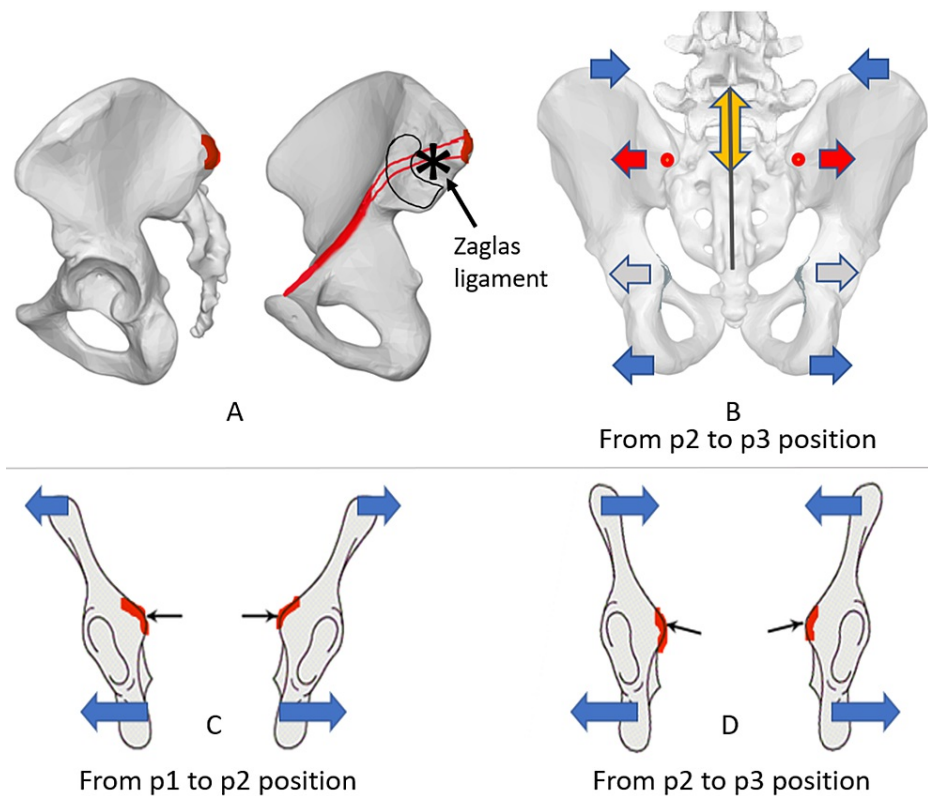 Zaglas
ligament
A
B
From p2 to p3 position
C
D
From p1 to p2 position
From p2 to p3 position